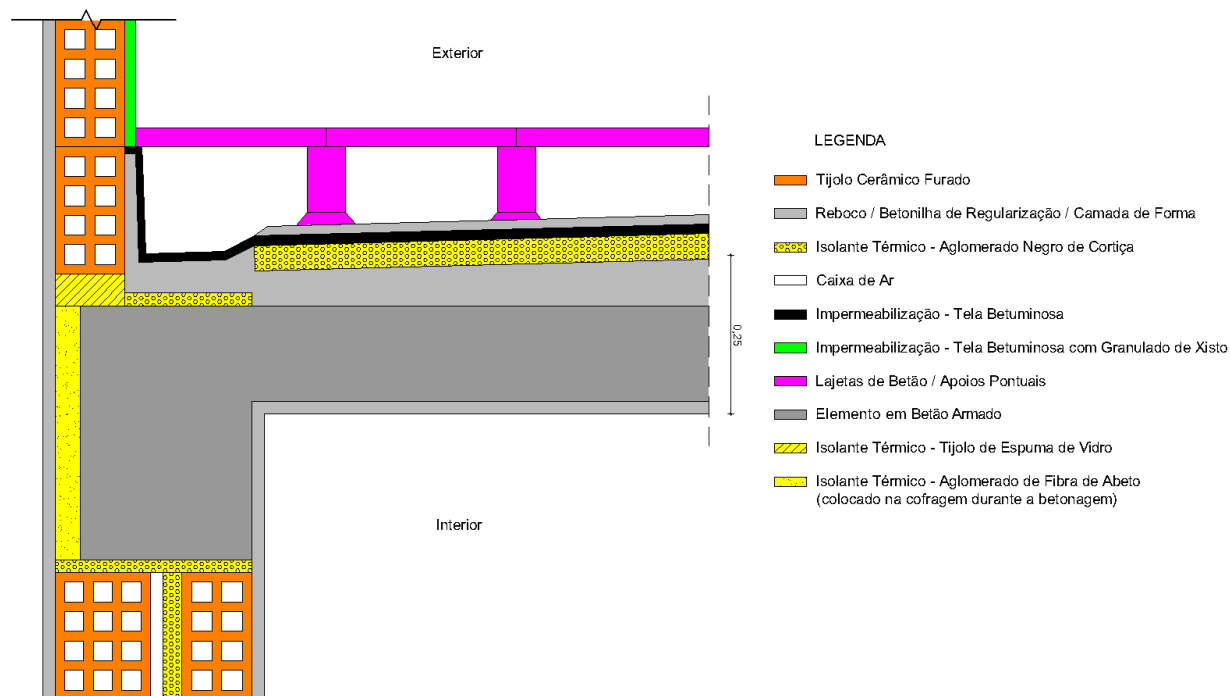 Exterior
LEGENDA
Tijolo Cerâmico Furado
Reboco / Betonilha de Regularização / Camada de Forma
Isolante Térmico - Aglomerado Negro de Cortiça
Caixa de Ar
Impermeabilização - Tela Betuminosa
0,25
Impermeabilização - Tela Betuminosa com Granulado de Xisto
Lajetas de Betão / Apoios Pontuais
Elemento em Betão Armado
Isolante Térmico - Tijolo de Espuma de Vidro
Isolante Térmico - Aglomerado de Fibra de Abeto
(colocado na cofragem durante a betonagem)
Interior